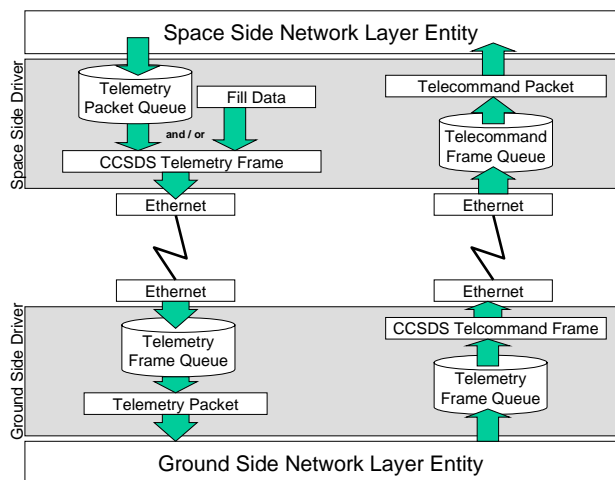 Space Side Network Layer Entity
Space Side Driver
Telemetry
Packet Queue
Fill Data
and / or
CCSDS Telemetry Frame
Ethernet
Telecommand Packet
Telecommand
Frame Queue
Ethernet
Ground Side Driver
Ethernet
Telemetry
Frame Queue
Telemetry Packet
Ethernet
CCSDS Telcommand Frame
Telemetry
Frame Queue
Ground Side Network Layer Entity